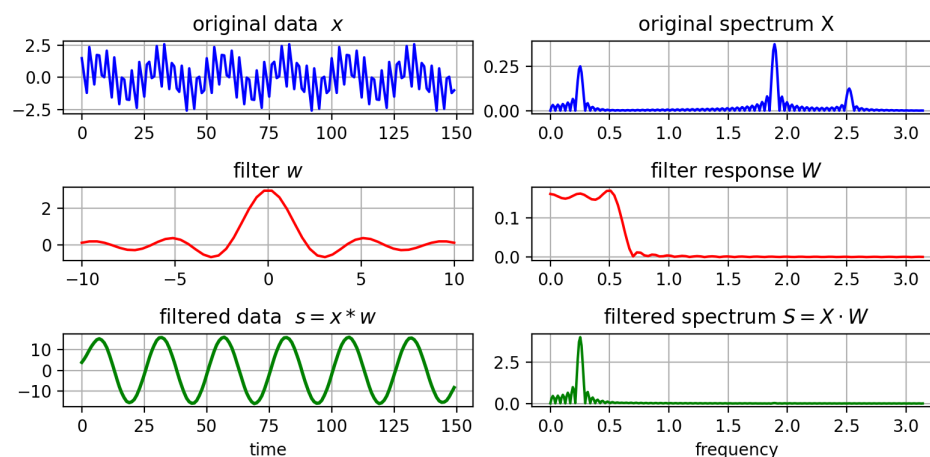 original data x
2.5
0.0
−2.5
0 25 50 75 100 125 150
original spectrum X
0.25
0.00
0.0 0.5 1.0 1.5 2.0 2.5 3.0
filter w
2
0
−10 −5 0 5 10
filter response W
0.1
0.0
0.0 0.5 1.0 1.5 2.0 2.5 3.0
filtered data s = x * w
10
0
−10
0 25 50 75 100 125 150
time
filtered spectrum S = X · W
2.5
0.0
0.0 0.5 1.0 1.5 2.0 2.5 3.0
frequency